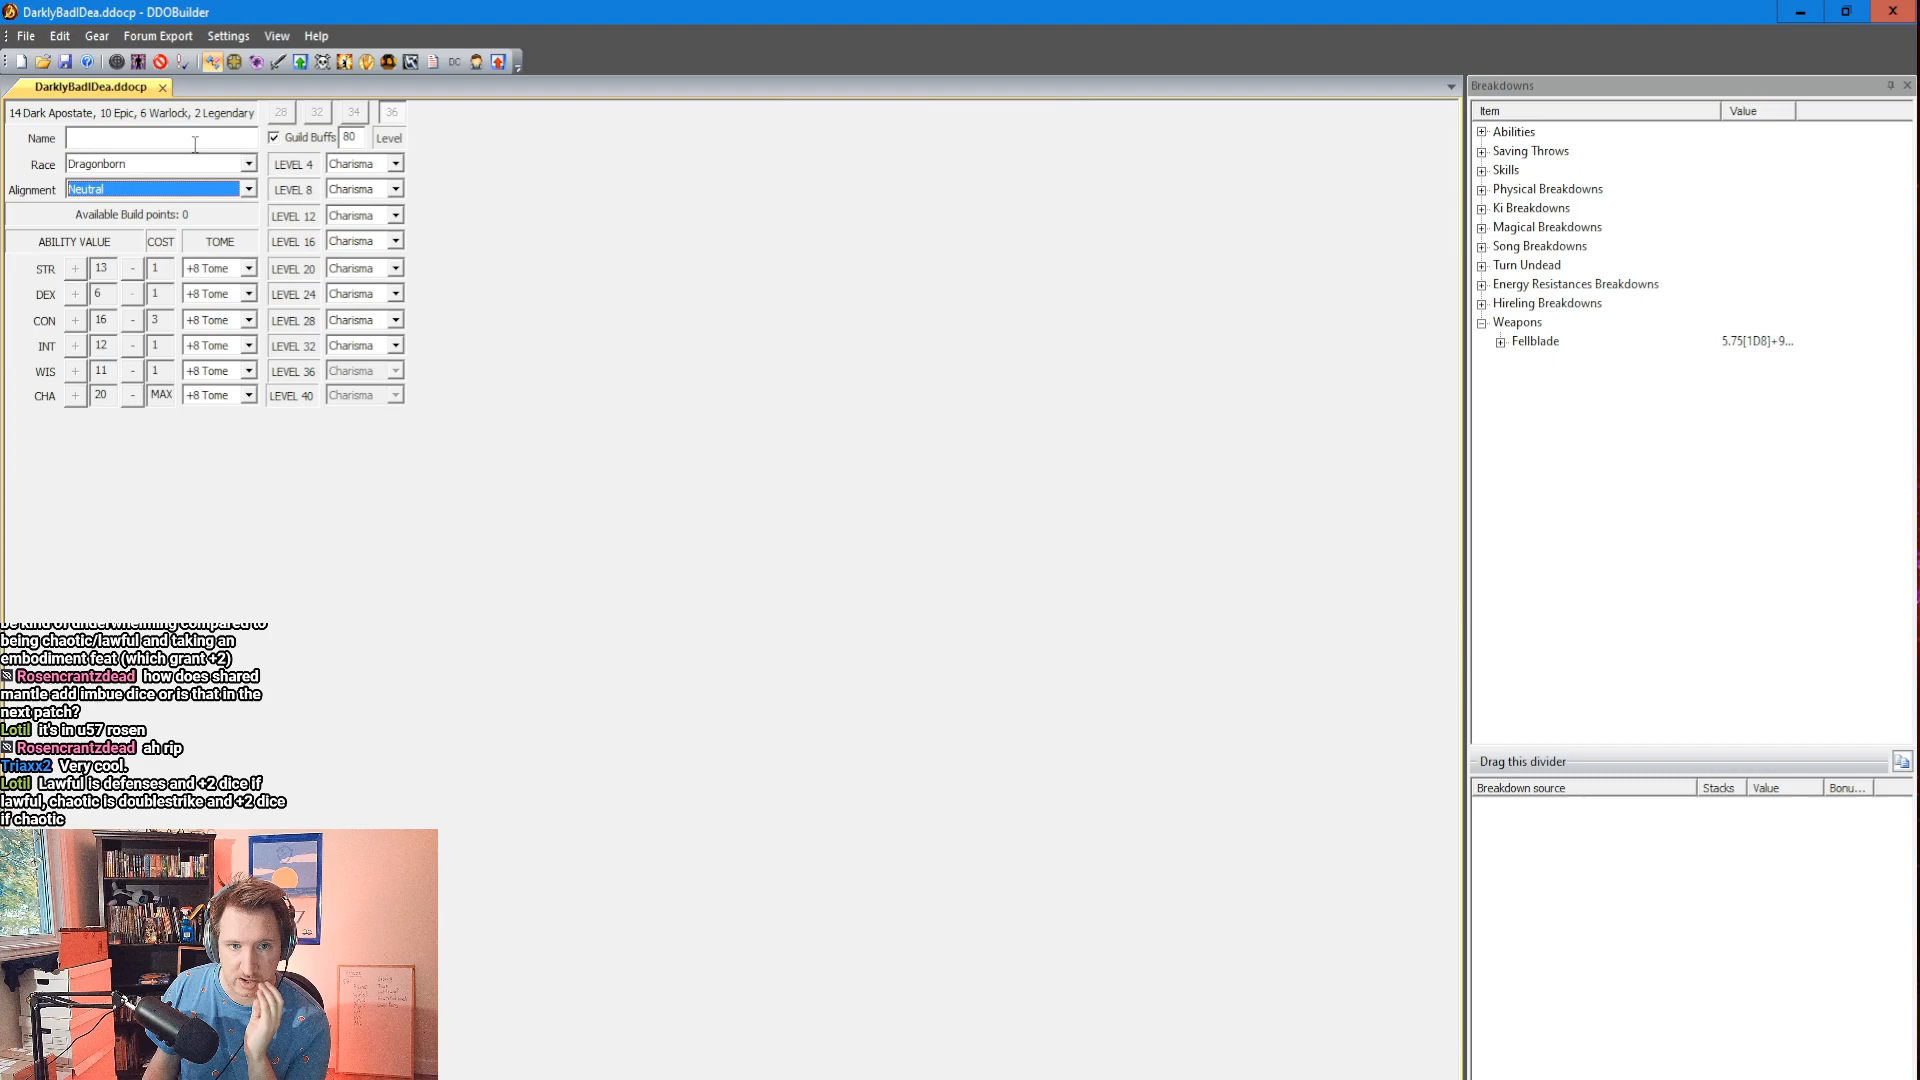 DarklyBadIDea.ddocp - DDOBuilder
File Edit Gear Forum Export Settings View Help
DC
DarklyBadIDea.ddocp
Breakdowns
14 Dark Apostate, 10 Epic, 6 Warlock, 2 Legendary 28 32 34 36
Name Guild Buffs 80 Level
Race Dragonborn LEVEL 4 Charisma
Alignment Neutral LEVEL 8 Charisma
Available Build points: 0 LEVEL 12 Charisma
ABILITY VALUE COST TOME LEVEL 16 Charisma
STR + 13 - 1 +8 Tome LEVEL 20 Charisma
DEX + 6 - 1 +8 Tome LEVEL 24 Charisma
CON + 16 - 3 +8 Tome LEVEL 28 Charisma
INT + 12 - 1 +8 Tome LEVEL 32 Charisma
WIS + 11 - 1 +8 Tome LEVEL 36 Charisma
CHA + 20 - MAX +8 Tome LEVEL 40 Charisma
Item Value
Abilities
Saving Throws
Skills
Physical Breakdowns
Ki Breakdowns
Magical Breakdowns
Song Breakdowns
Turn Undead
Energy Resistances Breakdowns
Hireling Breakdowns
Weapons
Fellblade 5.75[1D8]+9...
Drag this divider
Breakdown source Stacks Value Bonu...
be kind of underwhelming compared to
being chaotic/lawful and taking an
embodiment feat (which grant +2)
Rosencrantzdead how does shared
mantle add imbue dice or is that in the
next patch?
Lotil it's in u57 rosen
Rosencrantzdead ah rip
Triaxx2 Very cool.
Lotil Lawful is defenses and +2 dice if
lawful, chaotic is doublestrike and +2 dice
if chaotic